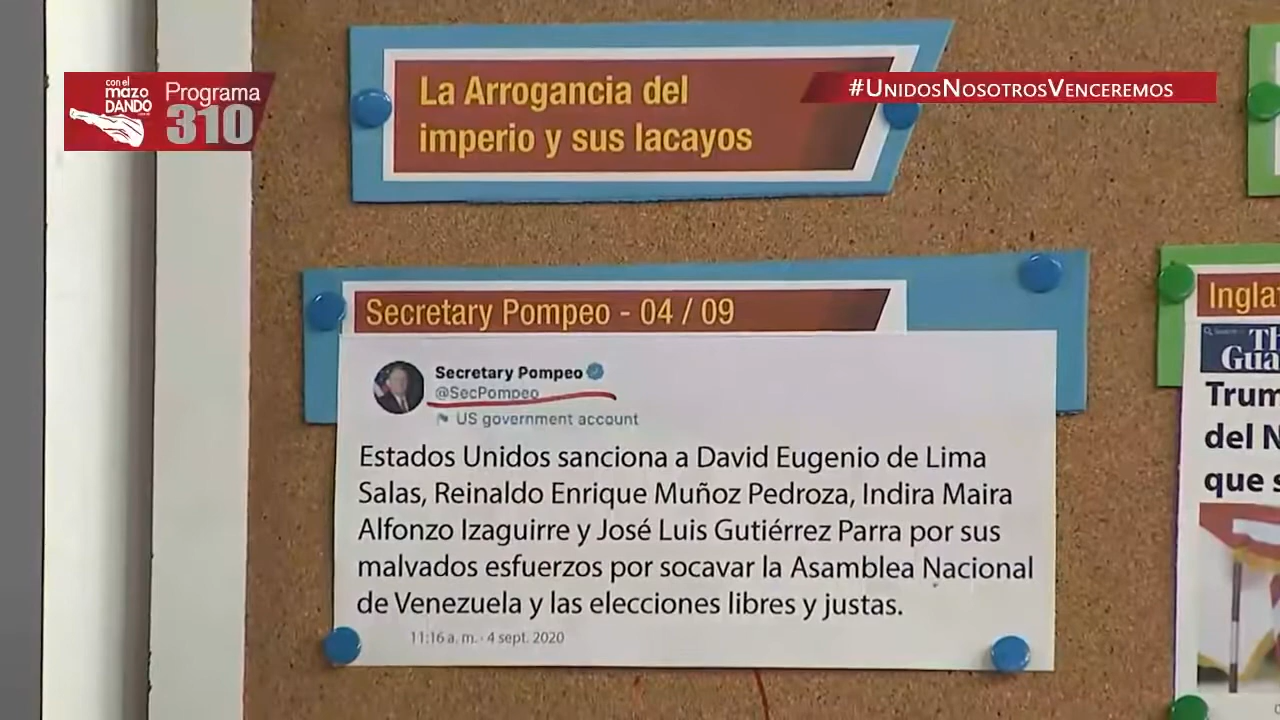 con el
mazo
DANDO
Programa
310
#UNIDOSNOSOTROSVENCEREMOS
La Arrogancia del
imperio y sus lacayos
Secretary Pompeo - 04 / 09
Secretary Pompeo
@SecPompeo
US government account
Estados Unidos sanciona a David Eugenio de Lima
Salas, Reinaldo Enrique Muñoz Pedroza, Indira Maira
Alfonzo Izaguirre y José Luis Gutiérrez Parra por sus
malvados esfuerzos por socavar la Asamblea Nacional
de Venezuela y las elecciones libres y justas.
11:16 a. m. · 4 sept. 2020
del N